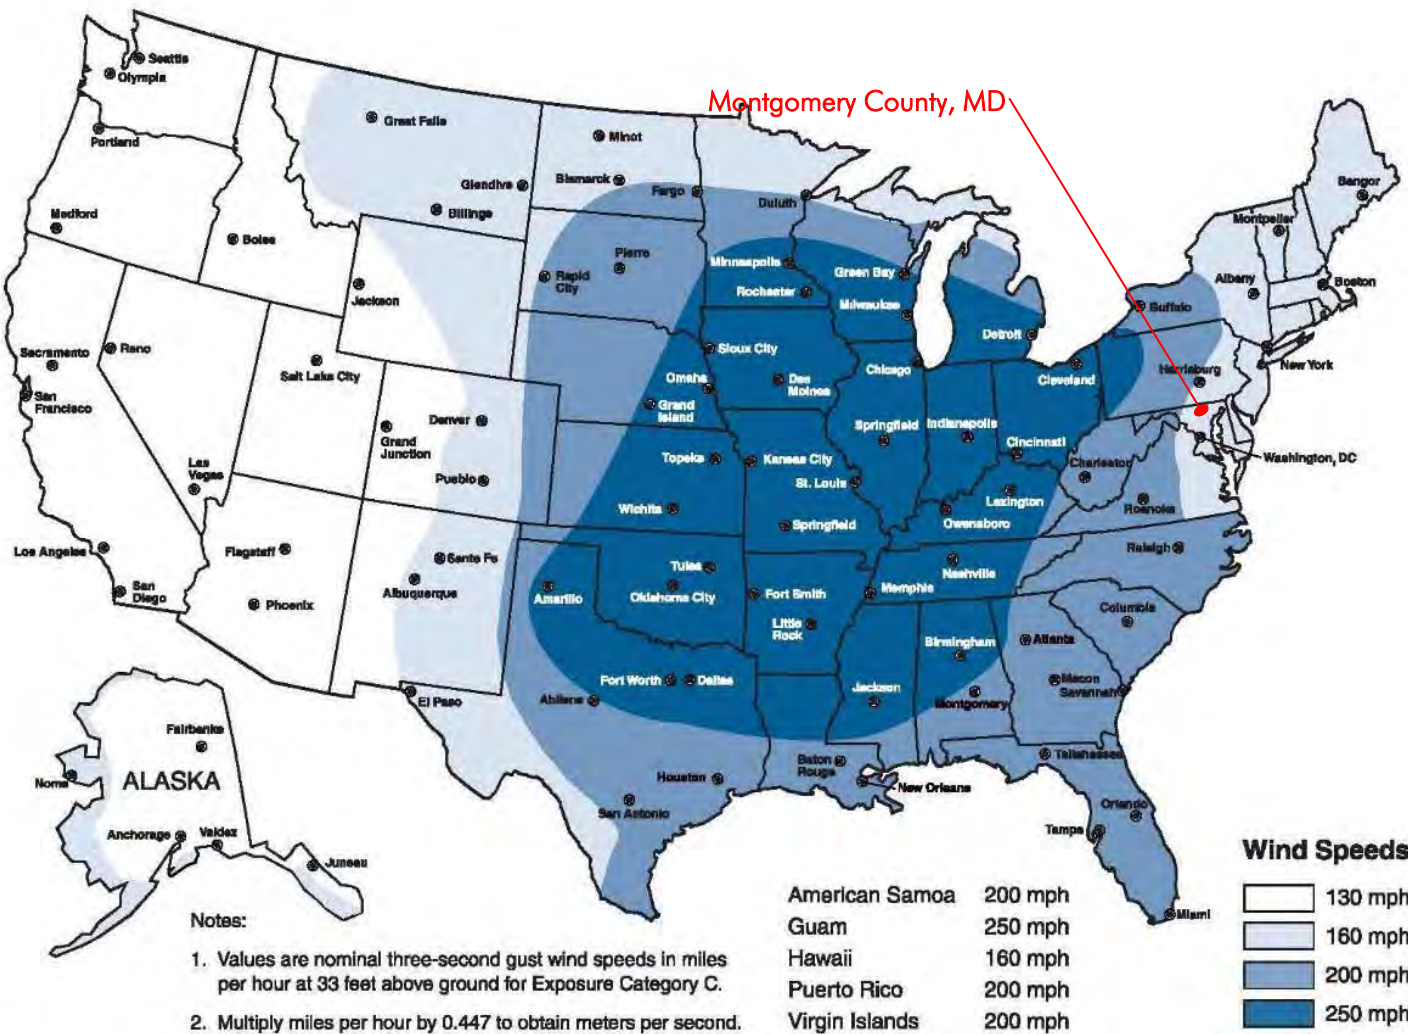 Montgomery County, MD
Seattle
Olympia
Portland
Medford
Boise
Great Falls
Glendive
Billings
Minot
Bismarck
Fargo
Duluth
Bangor
Montpelier
Albany
Boston
Buffalo
New York
Harrisburg
Washington, DC
Jackson
Rapid
City
Pierre
Minneapolis
Rochester
Green Bay
Milwaukee
Detroit
Cleveland
Chicago
Sacramento
Reno
San
Francisco
Salt Lake City
Denver
Grand
Junction
Pueblo
Las
Vegas
Sioux City
Omaha
Des
Moines
Grand
Island
Topeka
Kansas City
Springfield
Indianapolis
Cincinnati
St. Louis
Charleston
Lexington
Owensboro
Roanoke
Wichita
Springfield
Raleigh
Los Angeles
San
Diego
Flagstaff
Phoenix
Santa Fe
Albuquerque
Amarillo
Tulsa
Oklahoma City
Fort Smith
Little
Rock
Memphis
Nashville
Columbia
Birmingham
Atlanta
Macon
Savannah
Montgomery
Jackson
Fort Worth
Dallas
Abilene
El Paso
Houston
San Antonio
Baton
Rouge
New Orleans
Tallahassee
Orlando
Tampa
Miami
Fairbanks
Nome
ALASKA
Anchorage
Valdez
Juneau
Notes:
1. Values are nominal three-second gust wind speeds in miles
per hour at 33 feet above ground for Exposure Category C.
2. Multiply miles per hour by 0.447 to obtain meters per second.
American Samoa 200 mph
Guam 250 mph
Hawaii 160 mph
Puerto Rico 200 mph
Virgin Islands 200 mph
Wind Speeds
130 mph
160 mph
200 mph
250 mph